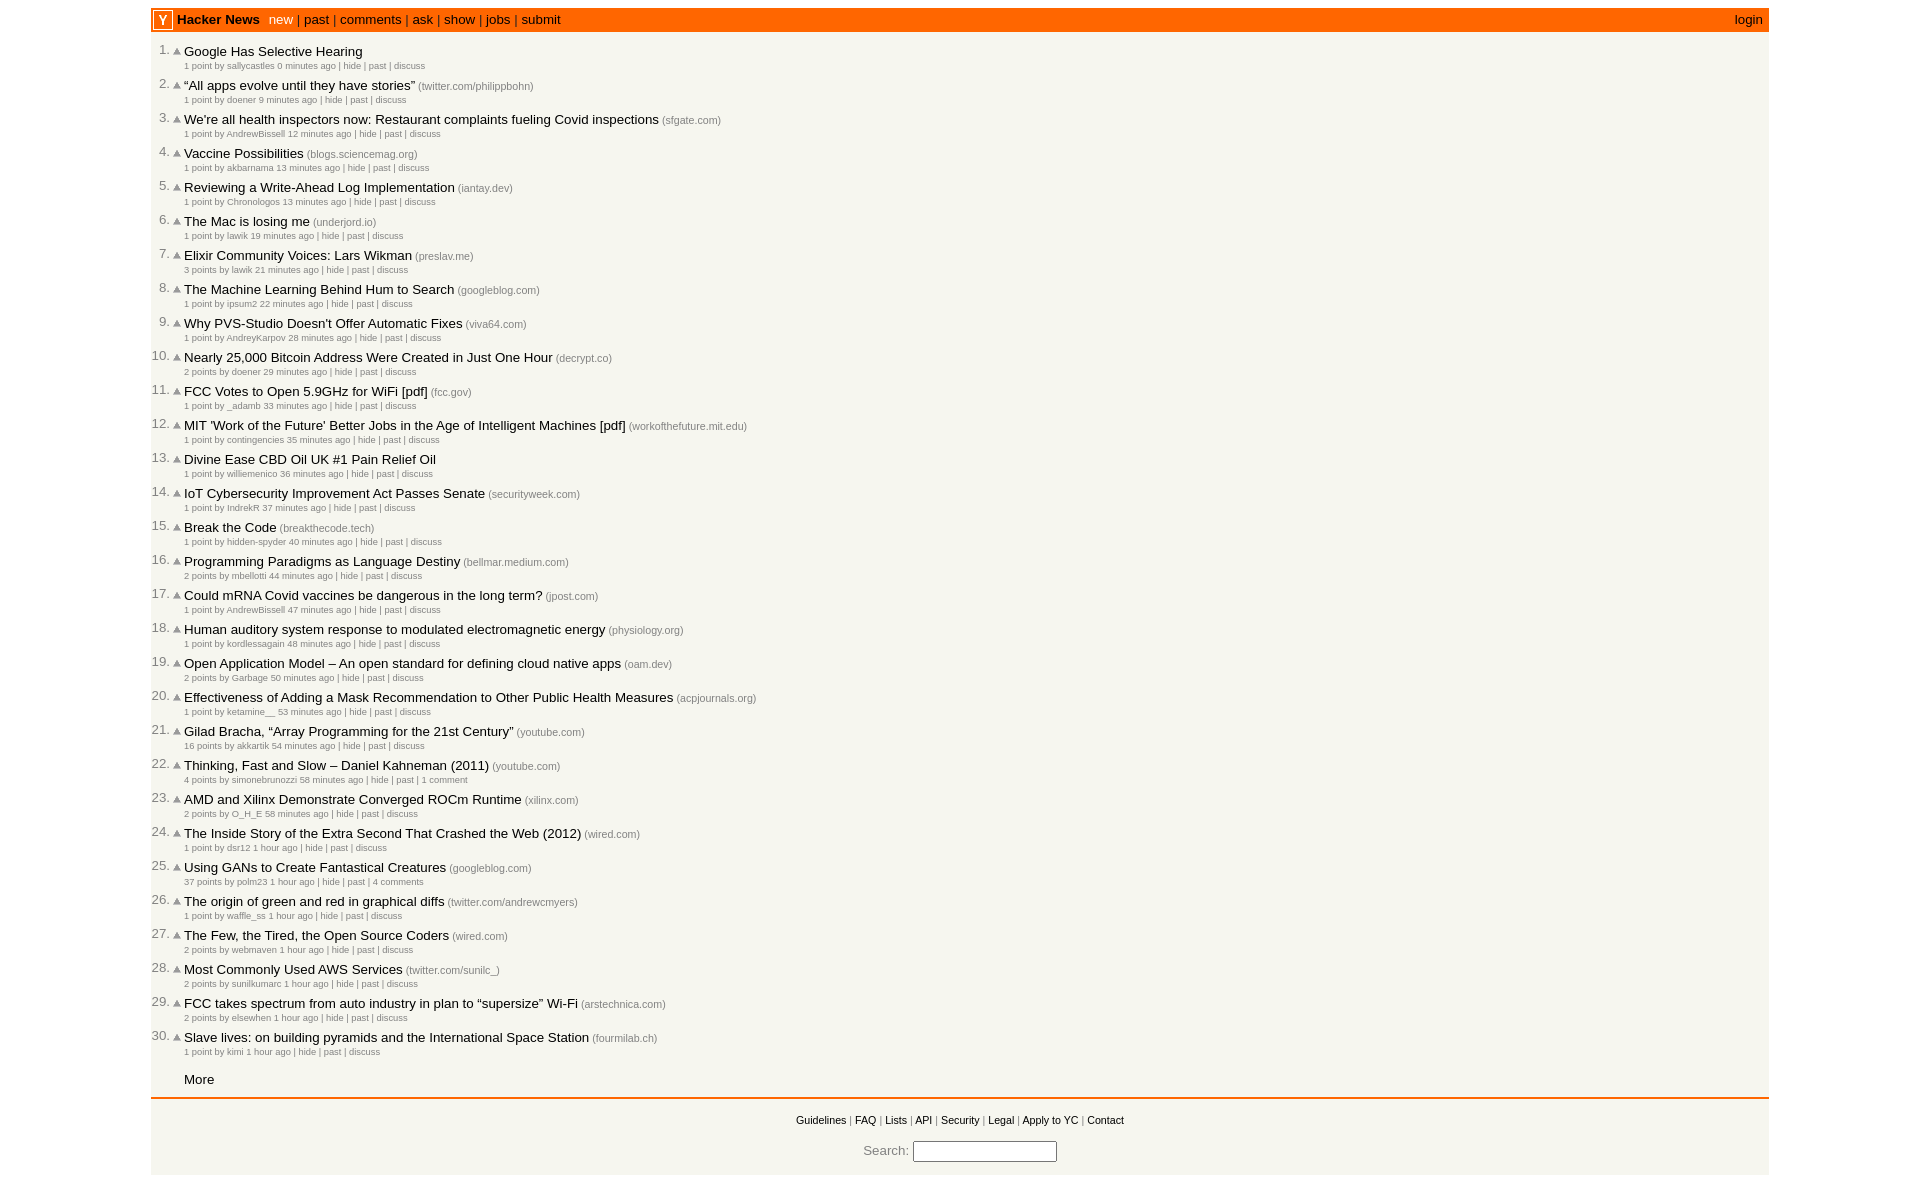 Y Hacker News new | past | comments | ask | show | jobs | submit login
1. Google Has Selective Hearing
1 point by sallycastles 0 minutes ago | hide | past | discuss
2. “All apps evolve until they have stories” (twitter.com/philippbohn)
1 point by doener 9 minutes ago | hide | past | discuss
3. We're all health inspectors now: Restaurant complaints fueling Covid inspections (sfgate.com)
1 point by AndrewBissell 12 minutes ago | hide | past | discuss
4. Vaccine Possibilities (blogs.sciencemag.org)
1 point by akbarnama 13 minutes ago | hide | past | discuss
5. Reviewing a Write-Ahead Log Implementation (iantay.dev)
1 point by Chronologos 13 minutes ago | hide | past | discuss
6. The Mac is losing me (underjord.io)
1 point by lawik 19 minutes ago | hide | past | discuss
7. Elixir Community Voices: Lars Wikman (preslav.me)
3 points by lawik 21 minutes ago | hide | past | discuss
8. The Machine Learning Behind Hum to Search (googleblog.com)
1 point by ipsum2 22 minutes ago | hide | past | discuss
9. Why PVS-Studio Doesn't Offer Automatic Fixes (viva64.com)
1 point by AndreyKarpov 28 minutes ago | hide | past | discuss
10. Nearly 25,000 Bitcoin Address Were Created in Just One Hour (decrypt.co)
2 points by doener 29 minutes ago | hide | past | discuss
11. FCC Votes to Open 5.9GHz for WiFi [pdf] (fcc.gov)
1 point by _adamb 33 minutes ago | hide | past | discuss
12. MIT 'Work of the Future' Better Jobs in the Age of Intelligent Machines [pdf] (workofthefuture.mit.edu)
1 point by contingencies 35 minutes ago | hide | past | discuss
13. Divine Ease CBD Oil UK #1 Pain Relief Oil
1 point by williemenico 36 minutes ago | hide | past | discuss
14. IoT Cybersecurity Improvement Act Passes Senate (securityweek.com)
1 point by IndrekR 37 minutes ago | hide | past | discuss
15. Break the Code (breakthecode.tech)
1 point by hidden-spyder 40 minutes ago | hide | past | discuss
16. Programming Paradigms as Language Destiny (bellmar.medium.com)
2 points by mbellotti 44 minutes ago | hide | past | discuss
17. Could mRNA Covid vaccines be dangerous in the long term? (jpost.com)
1 point by AndrewBissell 47 minutes ago | hide | past | discuss
18. Human auditory system response to modulated electromagnetic energy (physiology.org)
1 point by kordlessagain 48 minutes ago | hide | past | discuss
19. Open Application Model – An open standard for defining cloud native apps (oam.dev)
2 points by Garbage 50 minutes ago | hide | past | discuss
20. Effectiveness of Adding a Mask Recommendation to Other Public Health Measures (acpjournals.org)
1 point by ketamine__ 53 minutes ago | hide | past | discuss
21. Gilad Bracha, “Array Programming for the 21st Century” (youtube.com)
16 points by akkartik 54 minutes ago | hide | past | discuss
22. Thinking, Fast and Slow – Daniel Kahneman (2011) (youtube.com)
4 points by simonebrunozzi 58 minutes ago | hide | past | 1 comment
23. AMD and Xilinx Demonstrate Converged ROCm Runtime (xilinx.com)
2 points by O_H_E 58 minutes ago | hide | past | discuss
24. The Inside Story of the Extra Second That Crashed the Web (2012) (wired.com)
1 point by dsr12 1 hour ago | hide | past | discuss
25. Using GANs to Create Fantastical Creatures (googleblog.com)
37 points by polm23 1 hour ago | hide | past | 4 comments
26. The origin of green and red in graphical diffs (twitter.com/andrewcmyers)
1 point by waffle_ss 1 hour ago | hide | past | discuss
27. The Few, the Tired, the Open Source Coders (wired.com)
2 points by webmaven 1 hour ago | hide | past | discuss
28. Most Commonly Used AWS Services (twitter.com/sunilc_)
2 points by sunilkumarc 1 hour ago | hide | past | discuss
29. FCC takes spectrum from auto industry in plan to “supersize” Wi-Fi (arstechnica.com)
2 points by elsewhen 1 hour ago | hide | past | discuss
30. Slave lives: on building pyramids and the International Space Station (fourmilab.ch)
1 point by kimi 1 hour ago | hide | past | discuss
More
Guidelines | FAQ | Lists | API | Security | Legal | Apply to YC | Contact
Search: